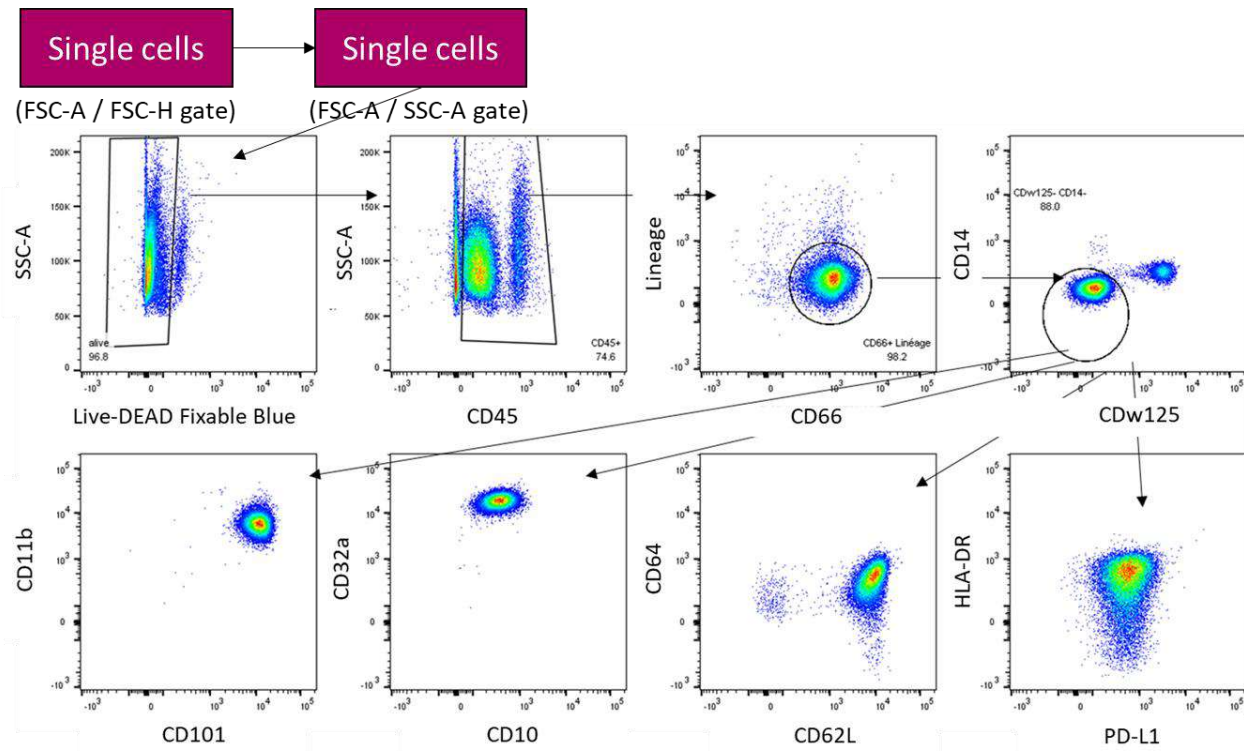 Single cells
Single cells
(FSC-A / FSC-H gate)
(FSC-A / SSC-A gate)
SSC-A
200K
150K
100K
50K
0
alive
96.8
-10³ 0 10³ 10⁴ 10⁵
Live-DEAD Fixable Blue
SSC-A
200K
150K
100K
50K
0
CD45+
74.6
-10³ 0 10³ 10⁴ 10⁵
CD45
Lineage
10⁵
10⁴
10³
0
-10³
CD66+ Linéage
98.2
-10³ 0 10³ 10⁴ 10⁵
CD66
CD14
10⁵
10⁴
10³
0
-10³
CDw125- CD14-
88.0
-10³ 0 10³ 10⁴ 10⁵
CDw125
CD11b
10⁵
10⁴
10³
0
-10³
-10³ 0 10³ 10⁴ 10⁵
CD101
CD32a
10⁵
10⁴
10³
0
-10³
-10³ 0 10³ 10⁴ 10⁵
CD10
CD64
10⁵
10⁴
10³
0
-10³
-10³ 0 10³ 10⁴ 10⁵
CD62L
HLA-DR
10⁵
10⁴
10³
0
-10³
-10³ 0 10³ 10⁴ 10⁵
PD-L1